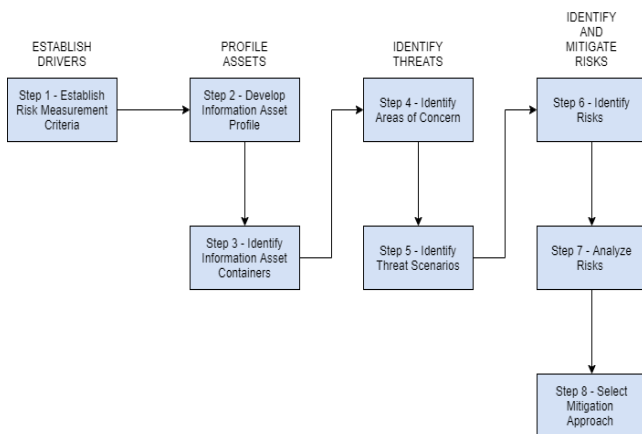 ESTABLISH
DRIVERS
PROFILE
ASSETS
IDENTIFY
THREATS
IDENTIFY
AND
MITIGATE
RISKS
Step 1 - Establish
Risk Measurement
Criteria
Step 2 - Develop
Information Asset
Profile
Step 3 - Identify
Information Asset
Containers
Step 4 - Identify
Areas of Concern
Step 5 - Identify
Threat Scenarios
Step 6 - Identify
Risks
Step 7 - Analyze
Risks
Step 8 - Select
Mitigation
Approach